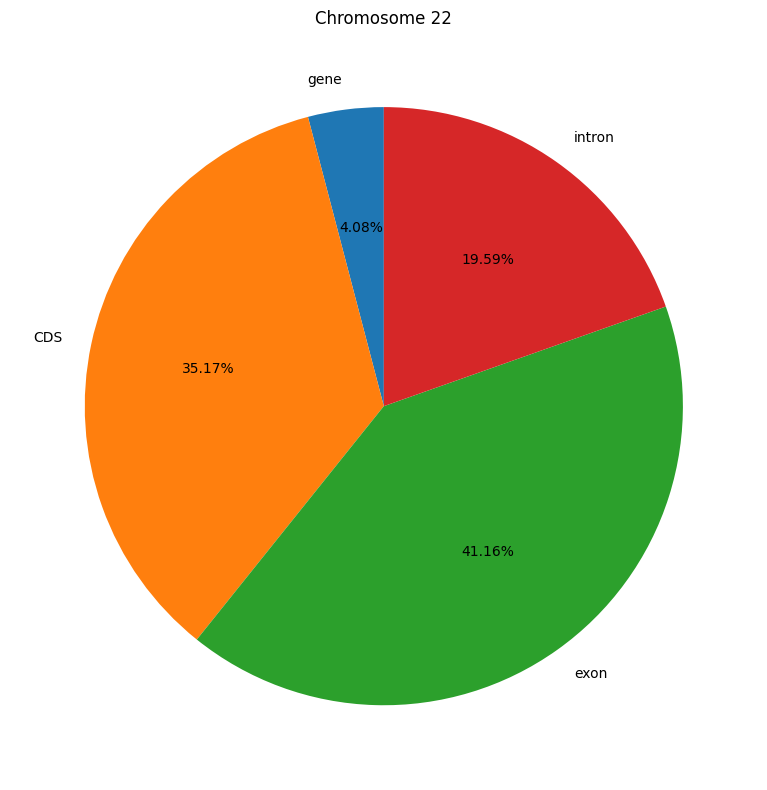 Chromosome 22
gene
intron
4.08%
19.59%
CDS
35.17%
41.16%
exon